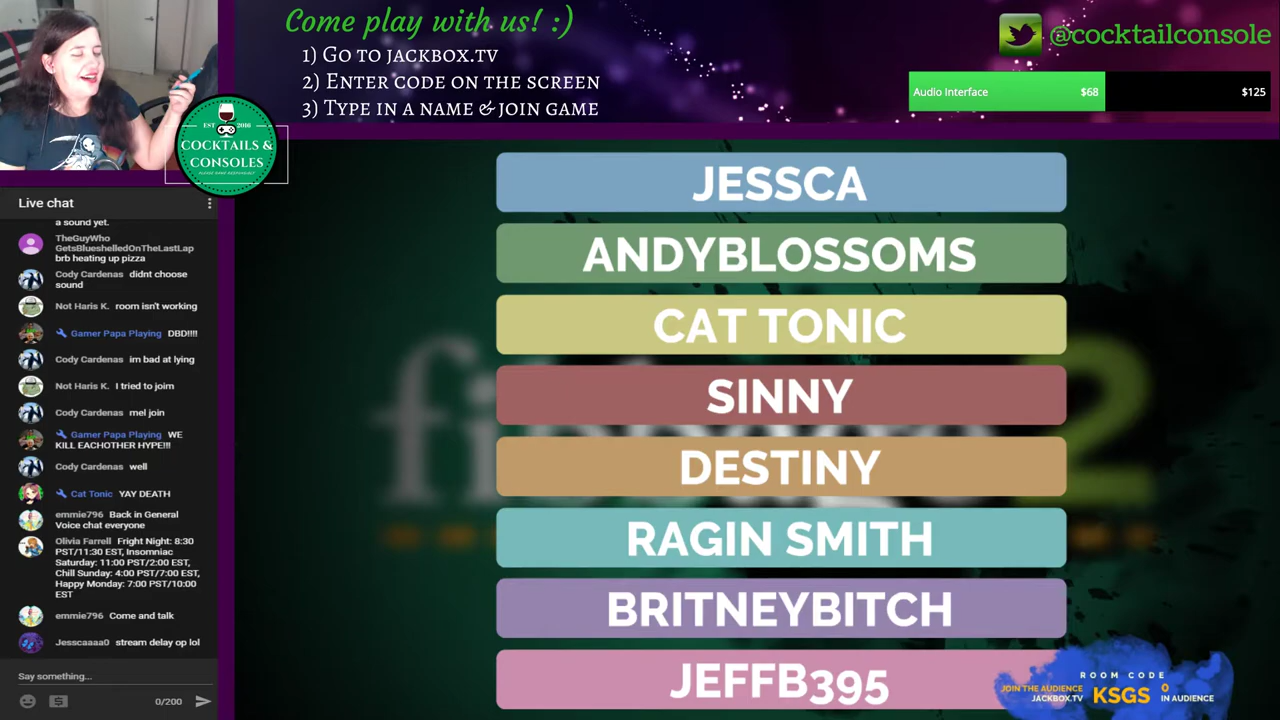 Come play with us! :)
1) Go to jackbox.tv
2) Enter code on the screen
3) Type in a name & join game
@cocktailconsole
Audio Interface $68 $125
EST 2016
COCKTAILS &
CONSOLES
Live chat
a sound yet.
TheGuyWho
GetsBlueshelledOnTheLastLap
brb heating up pizza
Cody Cardenas didnt choose
sound
Not Haris K. room isn't working
Gamer Papa Playing DBD!!!!
Cody Cardenas im bad at lying
Not Haris K. I tried to joim
Cody Cardenas mel join
Gamer Papa Playing WE
KILL EACHOTHER HYPE!!!
Cody Cardenas well
Cat Tonic YAY DEATH
emmie796 Back in General
Voice chat everyone
Olivia Farrell Fright Night: 8:30
PST/11:30 EST, Insomniac
Saturday: 11:00 PST/2:00 EST,
Chill Sunday: 4:00 PST/7:00 EST,
Happy Monday: 7:00 PST/10:00
EST
emmie796 Come and talk
Jesscaaaa0 stream delay op lol
Say something...
0/200
JESSCA
ANDYBLOSSOMS
CAT TONIC
SINNY
DESTINY
RAGIN SMITH
BRITNEYBITCH
JEFFB395
ROOM CODE
JOIN THE AUDIENCE
JACKBOX.TV
KSGS
0
IN AUDIENCE